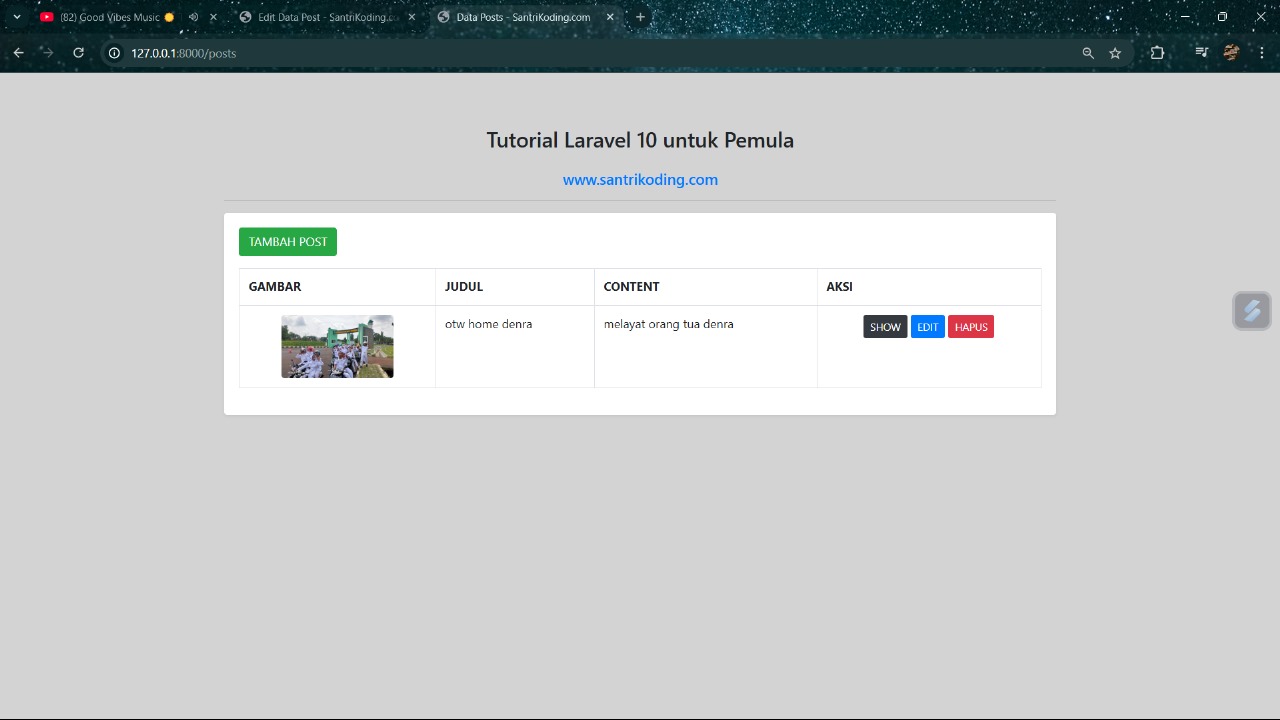 (82) Good Vibes Music
Edit Data Post - SantriKoding.co
Data Posts - SantriKoding.com
127.0.0.1:8000/posts
Tutorial Laravel 10 untuk Pemula
www.santrikoding.com
TAMBAH POST
GAMBAR JUDUL CONTENT AKSI
otw home denra melayat orang tua denra SHOW EDIT HAPUS